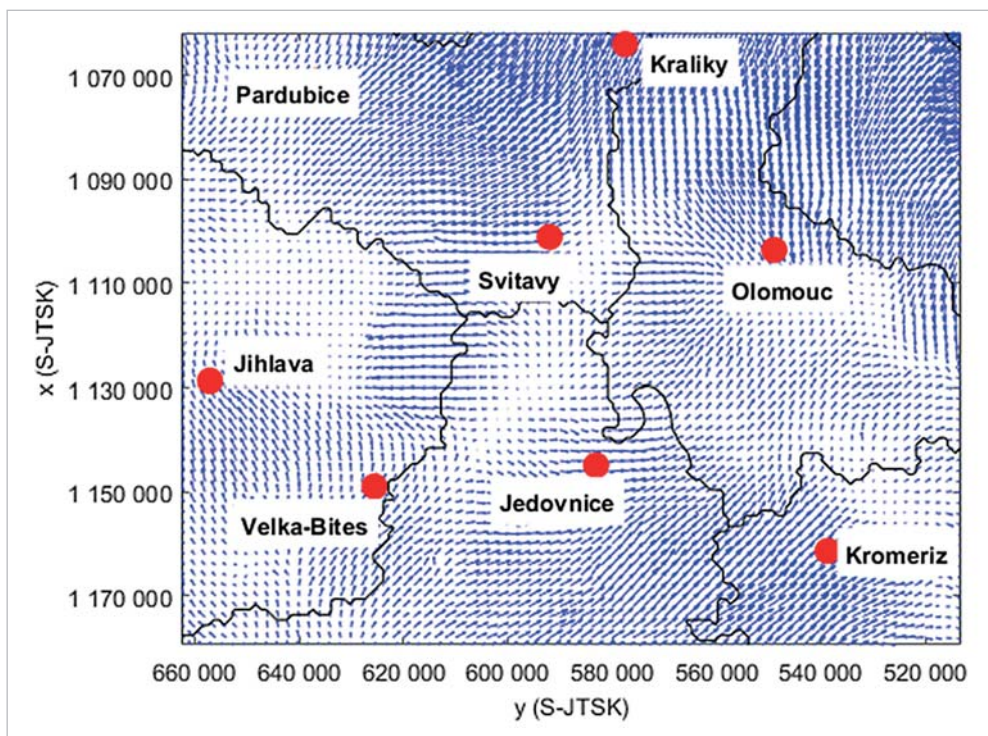 1 070 000
1 090 000
1 110 000
1 130 000
1 150 000
1 170 000
x (S-JTSK)
Kraliky
Pardubice
Svitavy
Olomouc
Jihlava
Jedovnice
Velka-Bites
Kromeriz
660 000 640 000 620 000 600 000 580 000 560 000 540 000 520 000
y (S-JTSK)